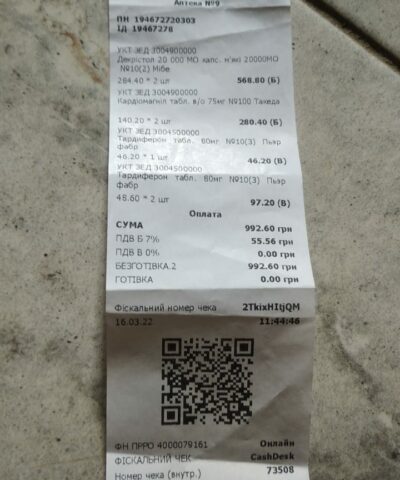 Аптека №9
ПН 194672720303
ІД 19467278
УКТ ЗЕД 3004900000
Декрістол 20 000 МО капс. м'які 20000МО
№10(2) Мібе
284.40 * 2 шт 568.80 (Б)
УКТ ЗЕД 3004900000
Кардіомагніл табл. в/о 75мг №100 Такеда
140.20 * 2 шт 280.40 (Б)
УКТ ЗЕД 3004500000
Тардиферон табл. 80мг №10(3) Пьэр
фабр
46.20 * 1 шт 46.20 (В)
УКТ ЗЕД 3004500000
Тардиферон табл. 80мг №10(3) Пьэр
фабр
48.60 * 2 шт 97.20 (В)
Оплата
СУМА 992.60 грн
ПДВ Б 7% 55.56 грн
ПДВ В 0% 0.00 грн
БЕЗГОТІВКА.2 992.60 грн
ГОТІВКА 0.00 грн
Фіскальний номер чека 2TkixHItjQM
16.03.22 11:44:46
ФН ПРРО 4000079161 Онлайн
ФІСКАЛЬНИЙ ЧЕК CashDesk
Номер чека (внутр.) 73508